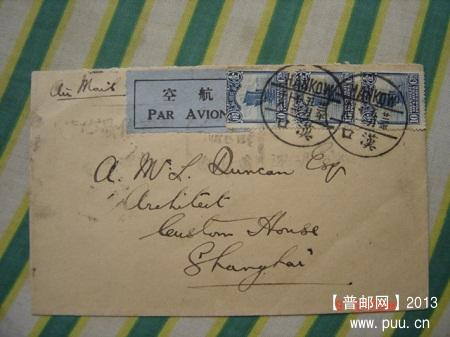 Air Mail
空 航
PAR AVION
HANKOW
漢口
HANKOW
漢口
A. McL. Duncan Esq
Architect
Custom House
Shanghai
【普邮网】2013
www.puu.cn